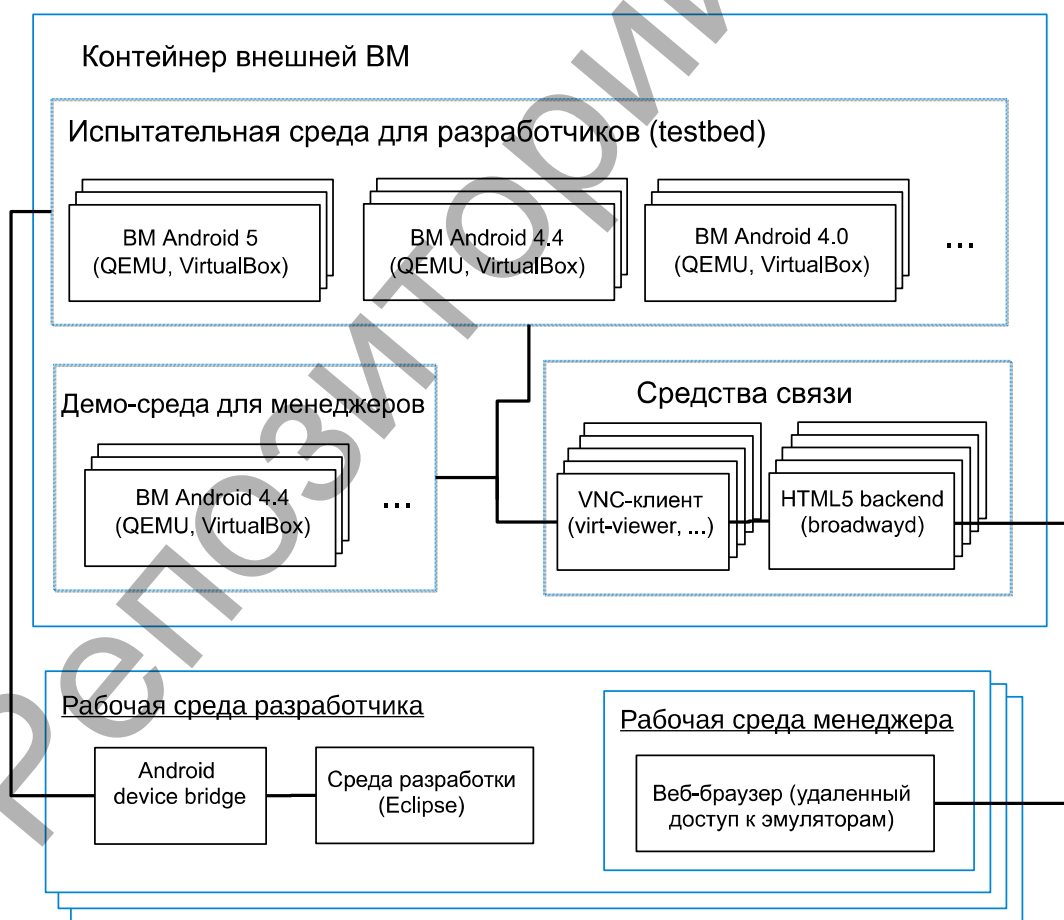 Контейнер внешней ВМ
Испытательная среда для разработчиков (testbed)
ВМ Android 5
(QEMU, VirtualBox)
ВМ Android 4.4
(QEMU, VirtualBox)
ВМ Android 4.0
(QEMU, VirtualBox)
...
Демо-среда для менеджеров
ВМ Android 4.4
(QEMU, VirtualBox)
...
Средства связи
VNC-клиент
(virt-viewer, ...)
HTML5 backend
(broadwayd)
Рабочая среда разработчика
Android
device bridge
Среда разработки
(Eclipse)
Рабочая среда менеджера
Веб-браузер (удаленный
доступ к эмуляторам)
Репозиторий